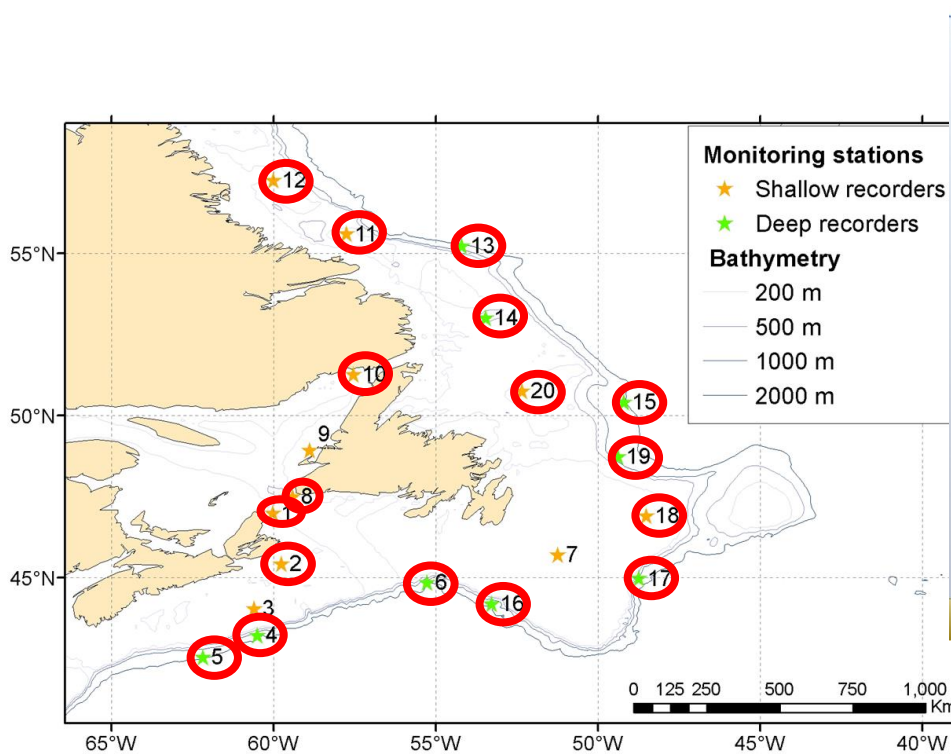 Monitoring stations
Shallow recorders
Deep recorders
Bathymetry
200 m
500 m
1000 m
2000 m
12
11
13
55°N
14
10
20
15
50°N
9
19
8
1
18
2
7
45°N
6
17
3
16
4
5
0 125 250 500 750 1,000
Km
65°W 60°W 55°W 50°W 45°W 40°W